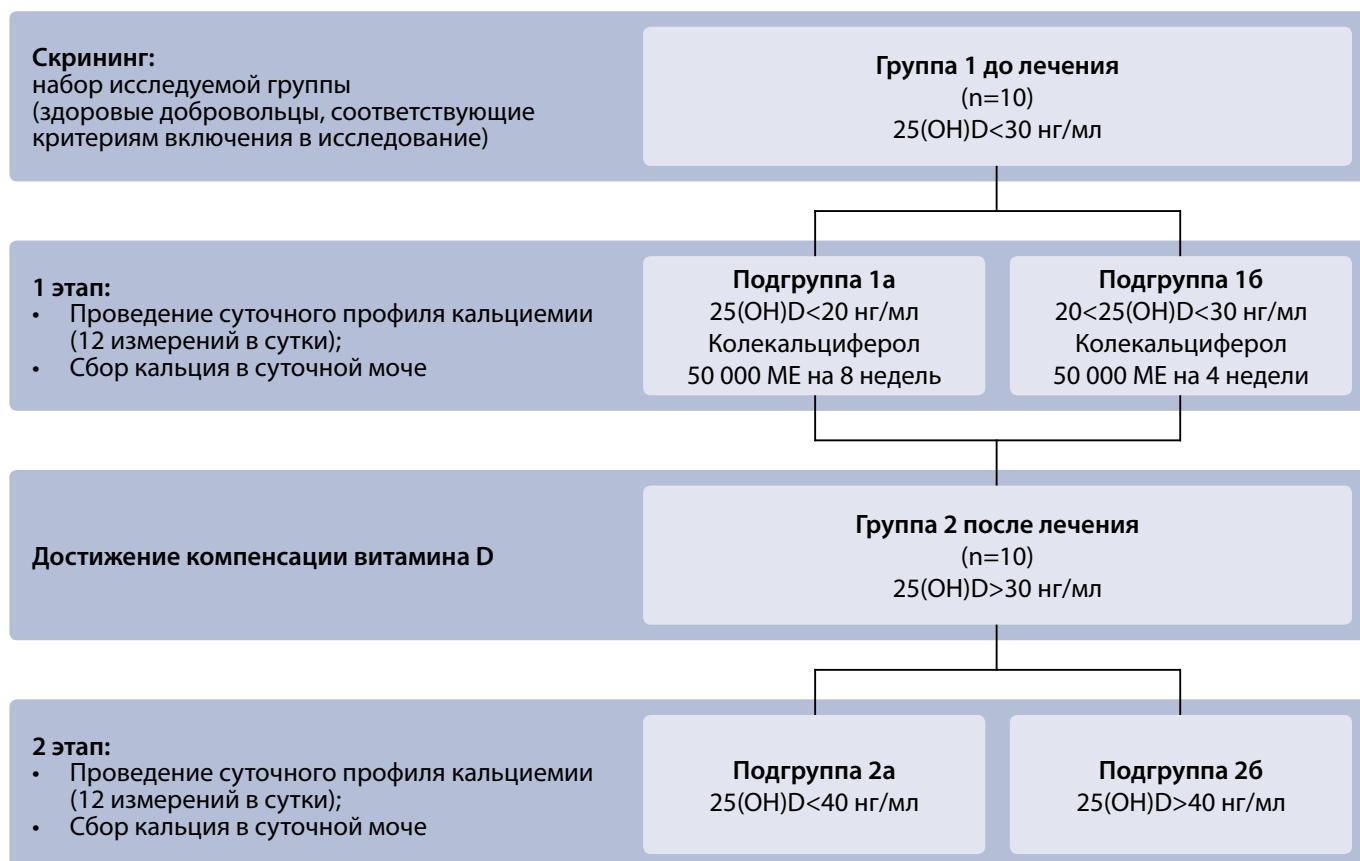 Скрининг:
набор исследуемой группы
(здоровые добровольцы, соответствующие
критериям включения в исследование)
Группа 1 до лечения
(n=10)
25(OH)D<30 нг/мл
1 этап:
• Проведение суточного профиля кальциемии
(12 измерений в сутки);
• Сбор кальция в суточной моче
Подгруппа 1а
25(OH)D<20 нг/мл
Колекальциферол
50 000 МЕ на 8 недель
Подгруппа 1б
20<25(OH)D<30 нг/мл
Колекальциферол
50 000 МЕ на 4 недели
Достижение компенсации витамина D
Группа 2 после лечения
(n=10)
25(OH)D>30 нг/мл
2 этап:
• Проведение суточного профиля кальциемии
(12 измерений в сутки);
• Сбор кальция в суточной моче
Подгруппа 2а
25(OH)D<40 нг/мл
Подгруппа 2б
25(OH)D>40 нг/мл